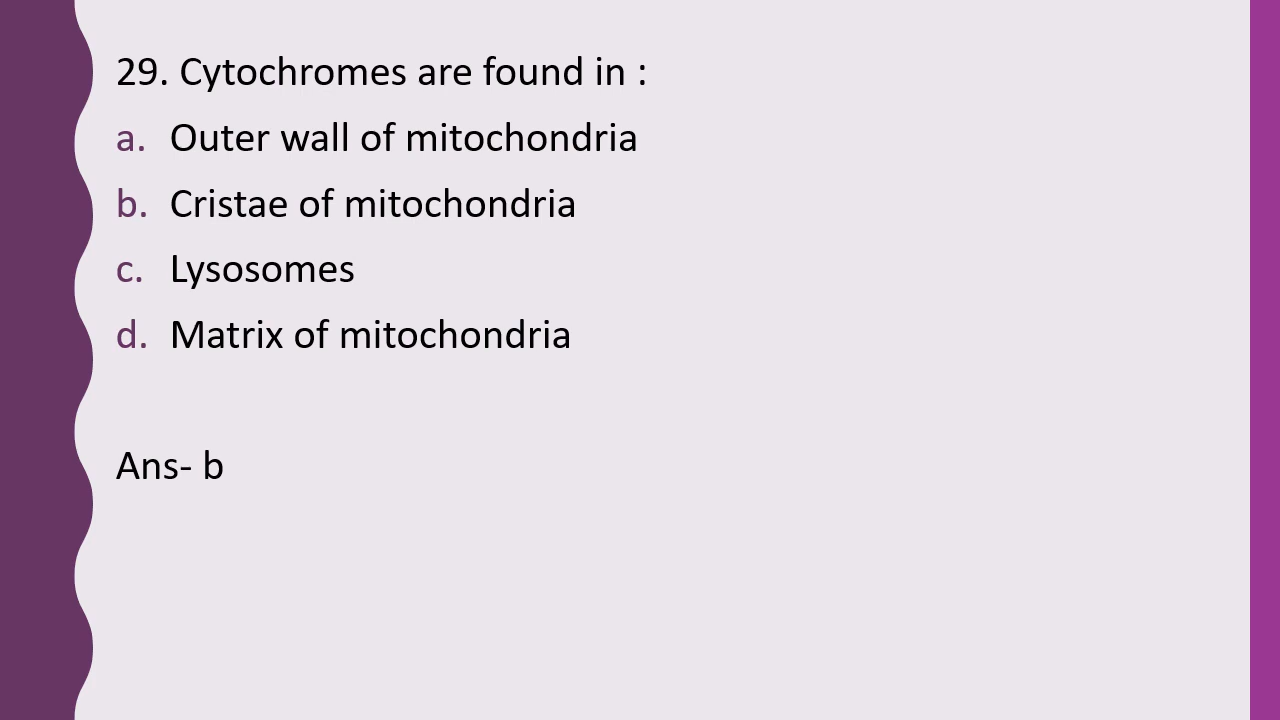 29. Cytochromes are found in :
a. Outer wall of mitochondria
b. Cristae of mitochondria
c. Lysosomes
d. Matrix of mitochondria
Ans- b